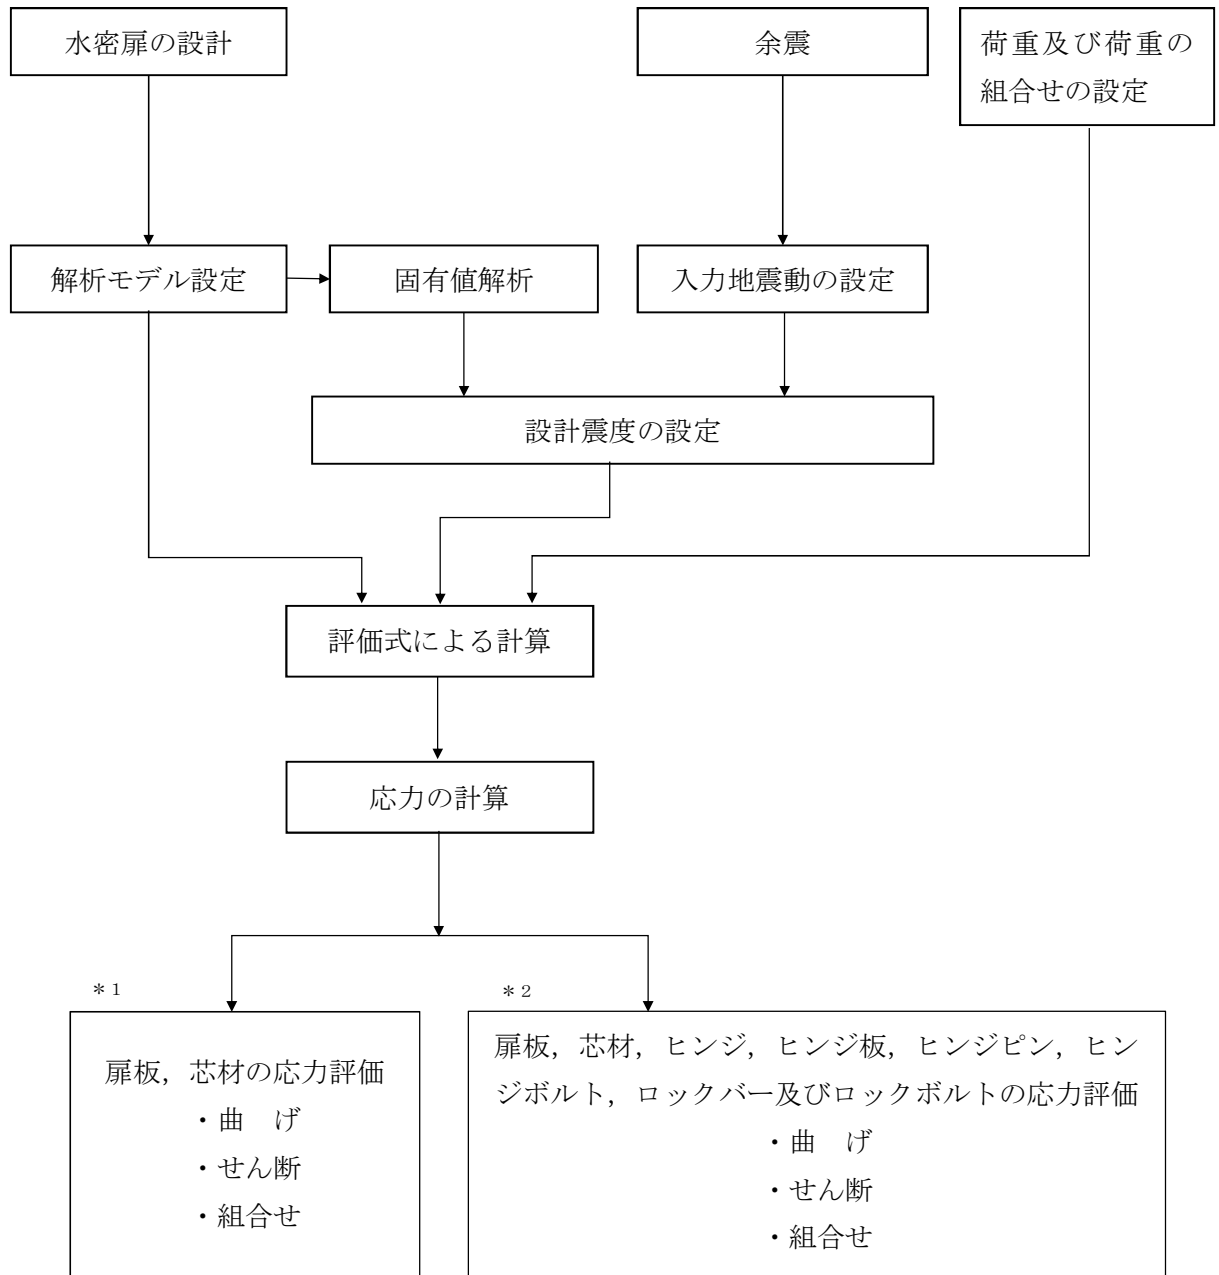 水密扉の設計
余震
荷重及び荷重の
組合せの設定
解析モデル設定
固有値解析
入力地震動の設定
設計震度の設定
評価式による計算
応力の計算
＊1
扉板，芯材の応力評価
・曲　げ
・せん断
・組合せ
＊2
扉板，芯材，ヒンジ，ヒンジ板，ヒンジピン，ヒン
ジボルト，ロックバー及びロックボルトの応力評価
・曲　げ
・せん断
・組合せ